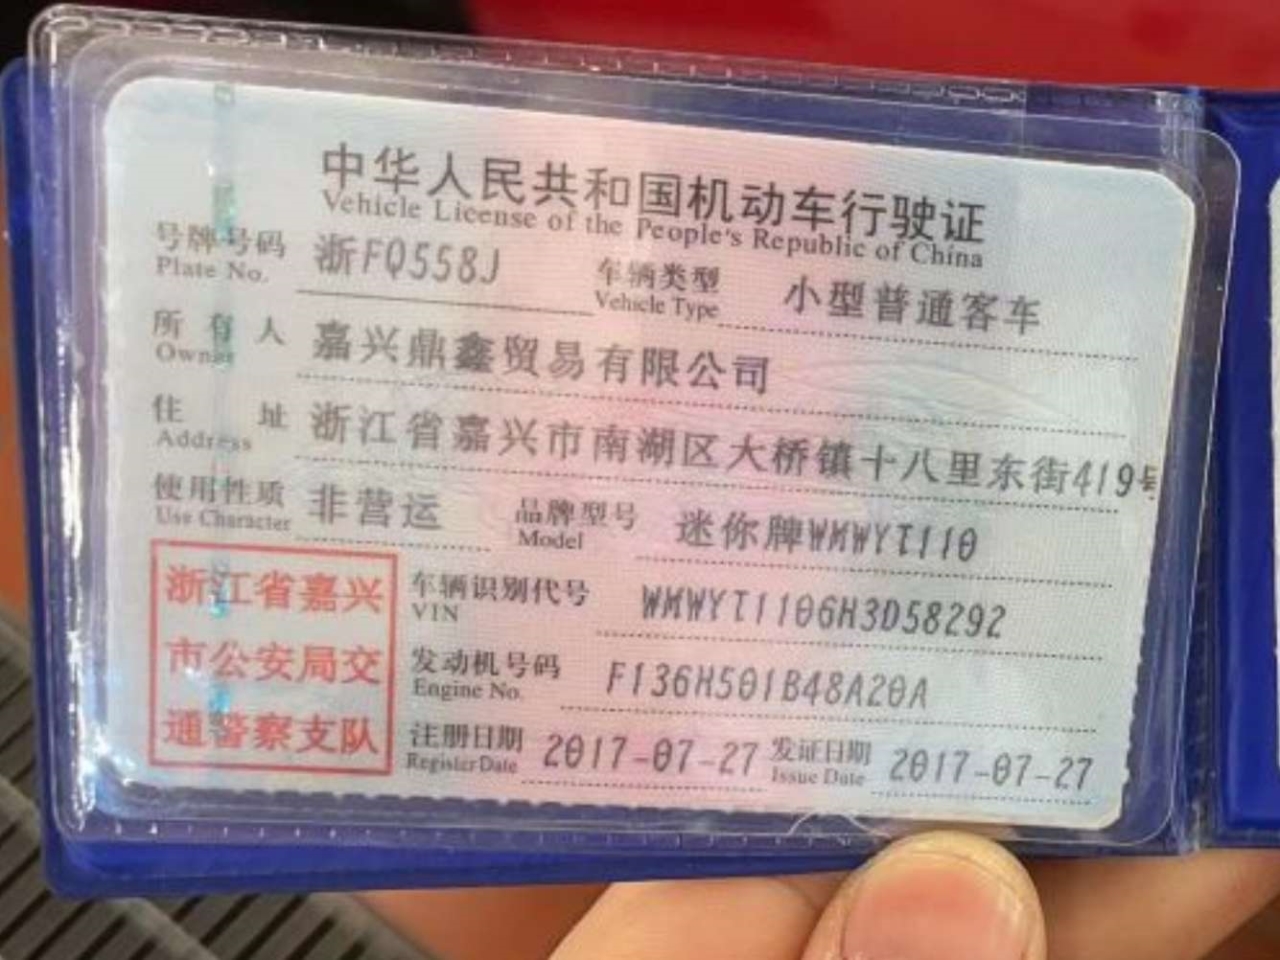 中华人民共和国机动车行驶证
Vehicle License of the People's Republic of China
号牌号码 浙FQ558J 车辆类型 小型普通客车
Plate No. Vehicle Type
所有人 嘉兴鼎鑫贸易有限公司
Owner
住址 浙江省嘉兴市南湖区大桥镇十八里东街419号
Address
使用性质 非营运 品牌型号 迷你牌WMWYT110
Use Character Model
浙江省嘉兴
市公安局交
通警察支队
车辆识别代号 WMWYT1106H3D58292
VIN
发动机号码 F136H501B48A20A
Engine No.
注册日期 2017-07-27 发证日期 2017-07-27
Register Date Issue Date